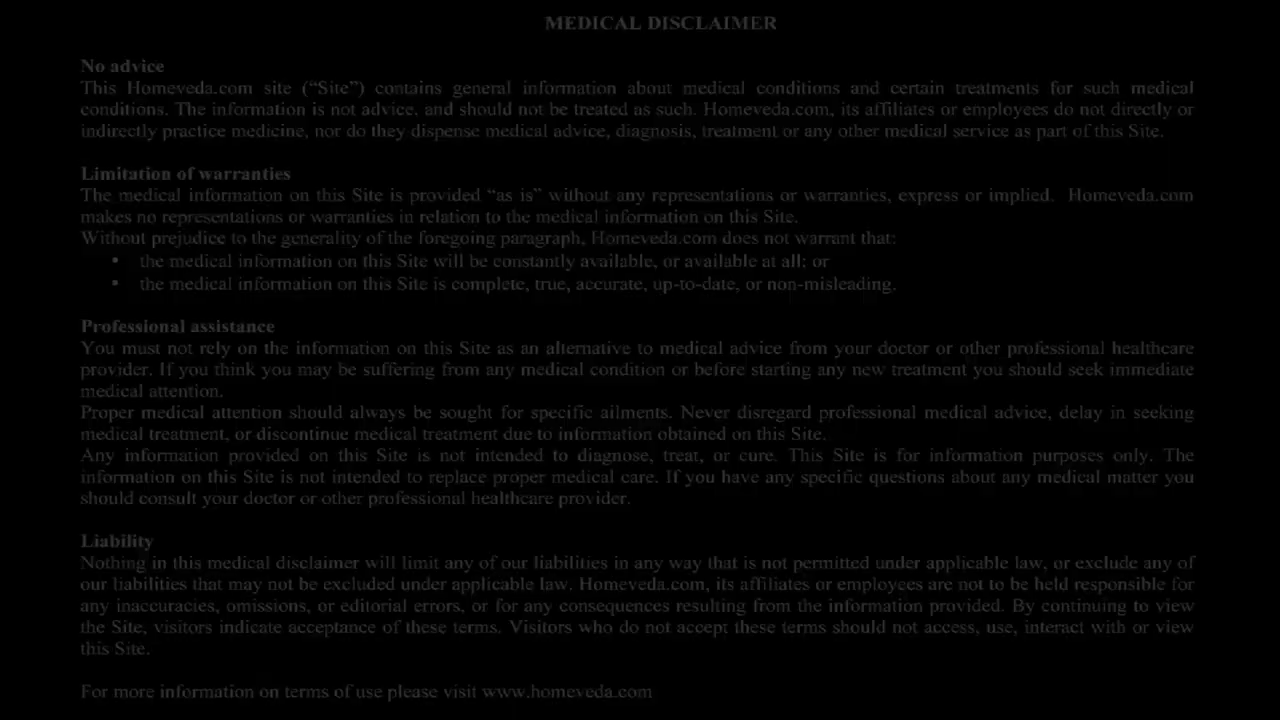 MEDICAL DISCLAIMER
No advice
This Homeveda.com site (“Site”) contains general information about medical conditions and certain treatments for such medical
conditions. The information is not advice, and should not be treated as such. Homeveda.com, its affiliates or employees do not directly or
indirectly practice medicine, nor do they dispense medical advice, diagnosis, treatment or any other medical service as part of this Site.
Limitation of warranties
The medical information on this Site is provided “as is” without any representations or warranties, express or implied. Homeveda.com
makes no representations or warranties in relation to the medical information on this Site.
Without prejudice to the generality of the foregoing paragraph, Homeveda.com does not warrant that:
• the medical information on this Site will be constantly available, or available at all; or
• the medical information on this Site is complete, true, accurate, up-to-date, or non-misleading.
Professional assistance
You must not rely on the information on this Site as an alternative to medical advice from your doctor or other professional healthcare
provider. If you think you may be suffering from any medical condition or before starting any new treatment you should seek immediate
medical attention.
Proper medical attention should always be sought for specific ailments. Never disregard professional medical advice, delay in seeking
medical treatment, or discontinue medical treatment due to information obtained on this Site.
Any information provided on this Site is not intended to diagnose, treat, or cure. This Site is for information purposes only. The
information on this Site is not intended to replace proper medical care. If you have any specific questions about any medical matter you
should consult your doctor or other professional healthcare provider.
Liability
Nothing in this medical disclaimer will limit any of our liabilities in any way that is not permitted under applicable law, or exclude any of
our liabilities that may not be excluded under applicable law. Homeveda.com, its affiliates or employees are not to be held responsible for
any inaccuracies, omissions, or editorial errors, or for any consequences resulting from the information provided. By continuing to view
the Site, visitors indicate acceptance of these terms. Visitors who do not accept these terms should not access, use, interact with or view
this Site.
For more information on terms of use please visit www.homeveda.com